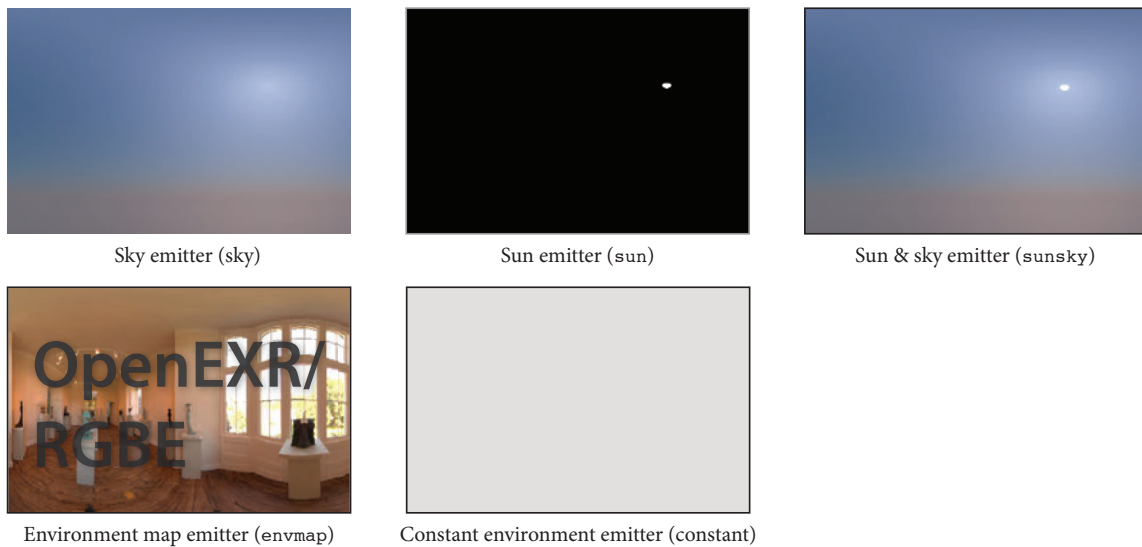 Sky emitter (sky)
Sun emitter (sun)
Sun & sky emitter (sunsky)
OpenEXR/
RGBE
Environment map emitter (envmap)
Constant environment emitter (constant)